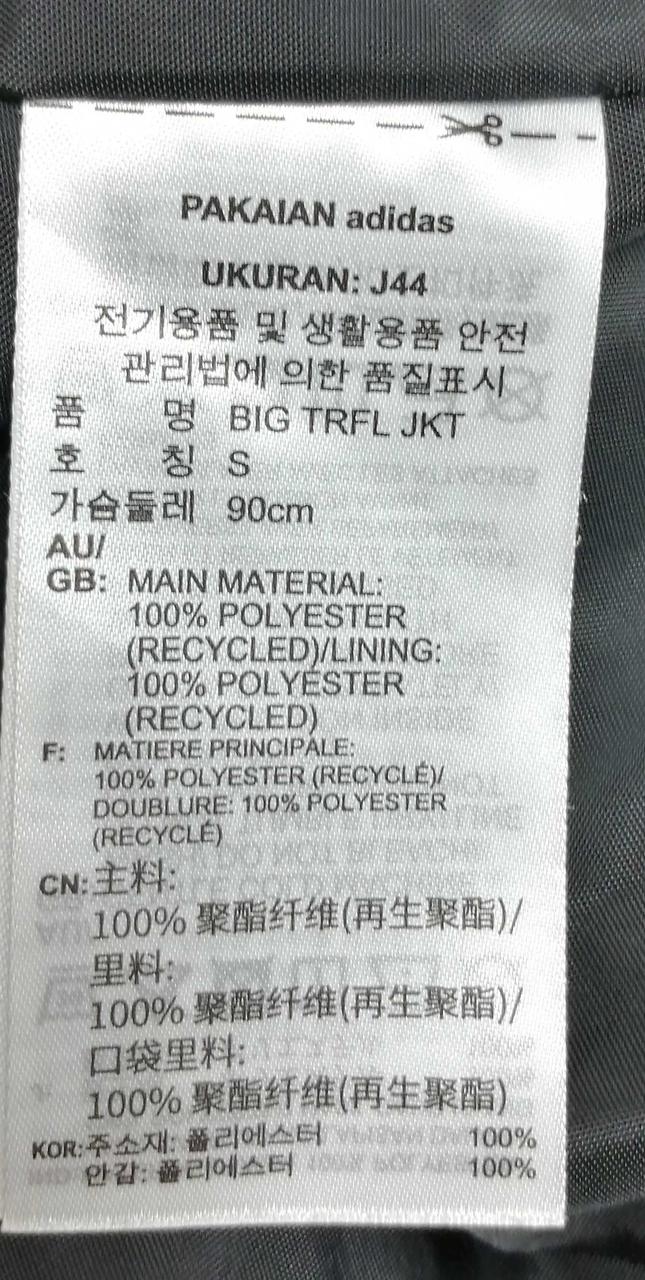 PAKAIAN adidas
UKURAN: J44
전기용품 및 생활용품 안전
관리법에 의한 품질표시
품 명 BIG TRFL JKT
호 칭 S
가슴둘레 90cm
AU/
GB: MAIN MATERIAL:
100% POLYESTER
(RECYCLED)/LINING:
100% POLYESTER
(RECYCLED)
F: MATIERE PRINCIPALE:
100% POLYESTER (RECYCLÉ)/
DOUBLURE: 100% POLYESTER
(RECYCLÉ)
CN:主料:
100% 聚酯纤维(再生聚酯)/
里料:
100% 聚酯纤维(再生聚酯)/
口袋里料:
100% 聚酯纤维(再生聚酯)
KOR:주소재: 폴리에스터 100%
안감: 폴리에스터 100%